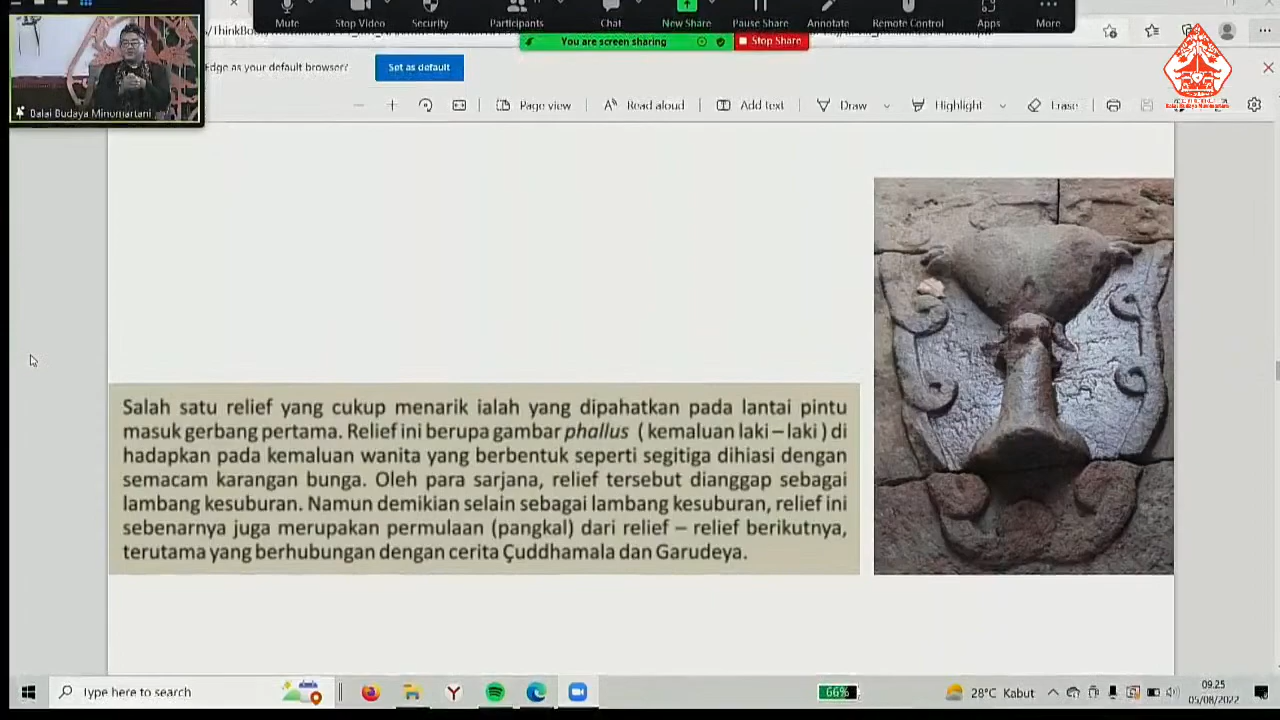 Mute
Stop Video
Security
Participants
Chat
New Share
Pause Share
Annotate
Remote Control
Apps
More
You are screen sharing
Stop Share
Edge as your default browser?
Set as default
Balai Budaya Minomartani
Page view
Read aloud
Add text
Draw
Highlight
Erase
Balai Budaya Minomartani
Salah satu relief yang cukup menarik ialah yang dipahatkan pada lantai pintu
masuk gerbang pertama. Relief ini berupa gambar phallus ( kemaluan laki – laki ) di
hadapkan pada kemaluan wanita yang berbentuk seperti segitiga dihiasi dengan
semacam karangan bunga. Oleh para sarjana, relief tersebut dianggap sebagai
lambang kesuburan. Namun demikian selain sebagai lambang kesuburan, relief ini
sebenarnya juga merupakan permulaan (pangkal) dari relief – relief berikutnya,
terutama yang berhubungan dengan cerita Çuddhamala dan Garudeya.
Type here to search
66%
28°C Kabut
09.25
05/08/2022